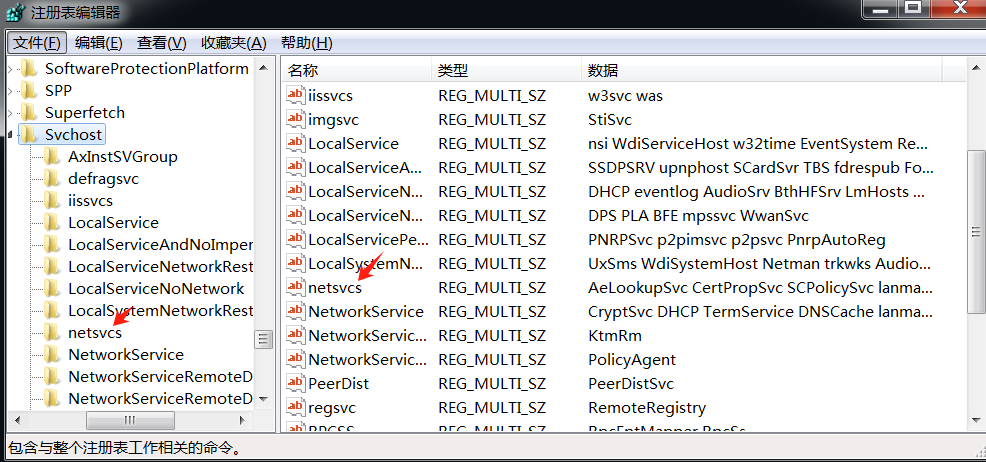 注册表编辑器
文件(F) 编辑(E) 查看(V) 收藏夹(A) 帮助(H)
SoftwareProtectionPlatform
SPP
Superfetch
Svchost
AxInstSVGroup
defragsvc
iissvcs
LocalService
LocalServiceAndNoImper
LocalServiceNetworkRest
LocalServiceNoNetwork
LocalSystemNetworkRest
netsvcs
NetworkService
NetworkServiceRemoteD
NetworkServiceRemoteD
名称 类型 数据
iissvcs REG_MULTI_SZ w3svc was
imgsvc REG_MULTI_SZ StiSvc
LocalService REG_MULTI_SZ nsi WdiServiceHost w32time EventSystem Re...
LocalServiceA... REG_MULTI_SZ SSDPSRV upnphost SCardSvr TBS fdrespub Fo...
LocalServiceN... REG_MULTI_SZ DHCP eventlog AudioSrv BthHFSrv LmHosts ...
LocalServiceN... REG_MULTI_SZ DPS PLA BFE mpssvc WwanSvc
LocalServicePe... REG_MULTI_SZ PNRPSvc p2pimsvc p2psvc PnrpAutoReg
LocalSystemN... REG_MULTI_SZ UxSms WdiSystemHost Netman trkwks Audio...
netsvcs REG_MULTI_SZ AeLookupSvc CertPropSvc SCPolicySvc lanma...
NetworkService REG_MULTI_SZ CryptSvc DHCP TermService DNSCache lanma...
NetworkServic... REG_MULTI_SZ KtmRm
NetworkServic... REG_MULTI_SZ PolicyAgent
PeerDist REG_MULTI_SZ PeerDistSvc
regsvc REG_MULTI_SZ RemoteRegistry
RPCSS REG_MULTI_SZ RpcEptMapper RpcSs
包含与整个注册表工作相关的命令。